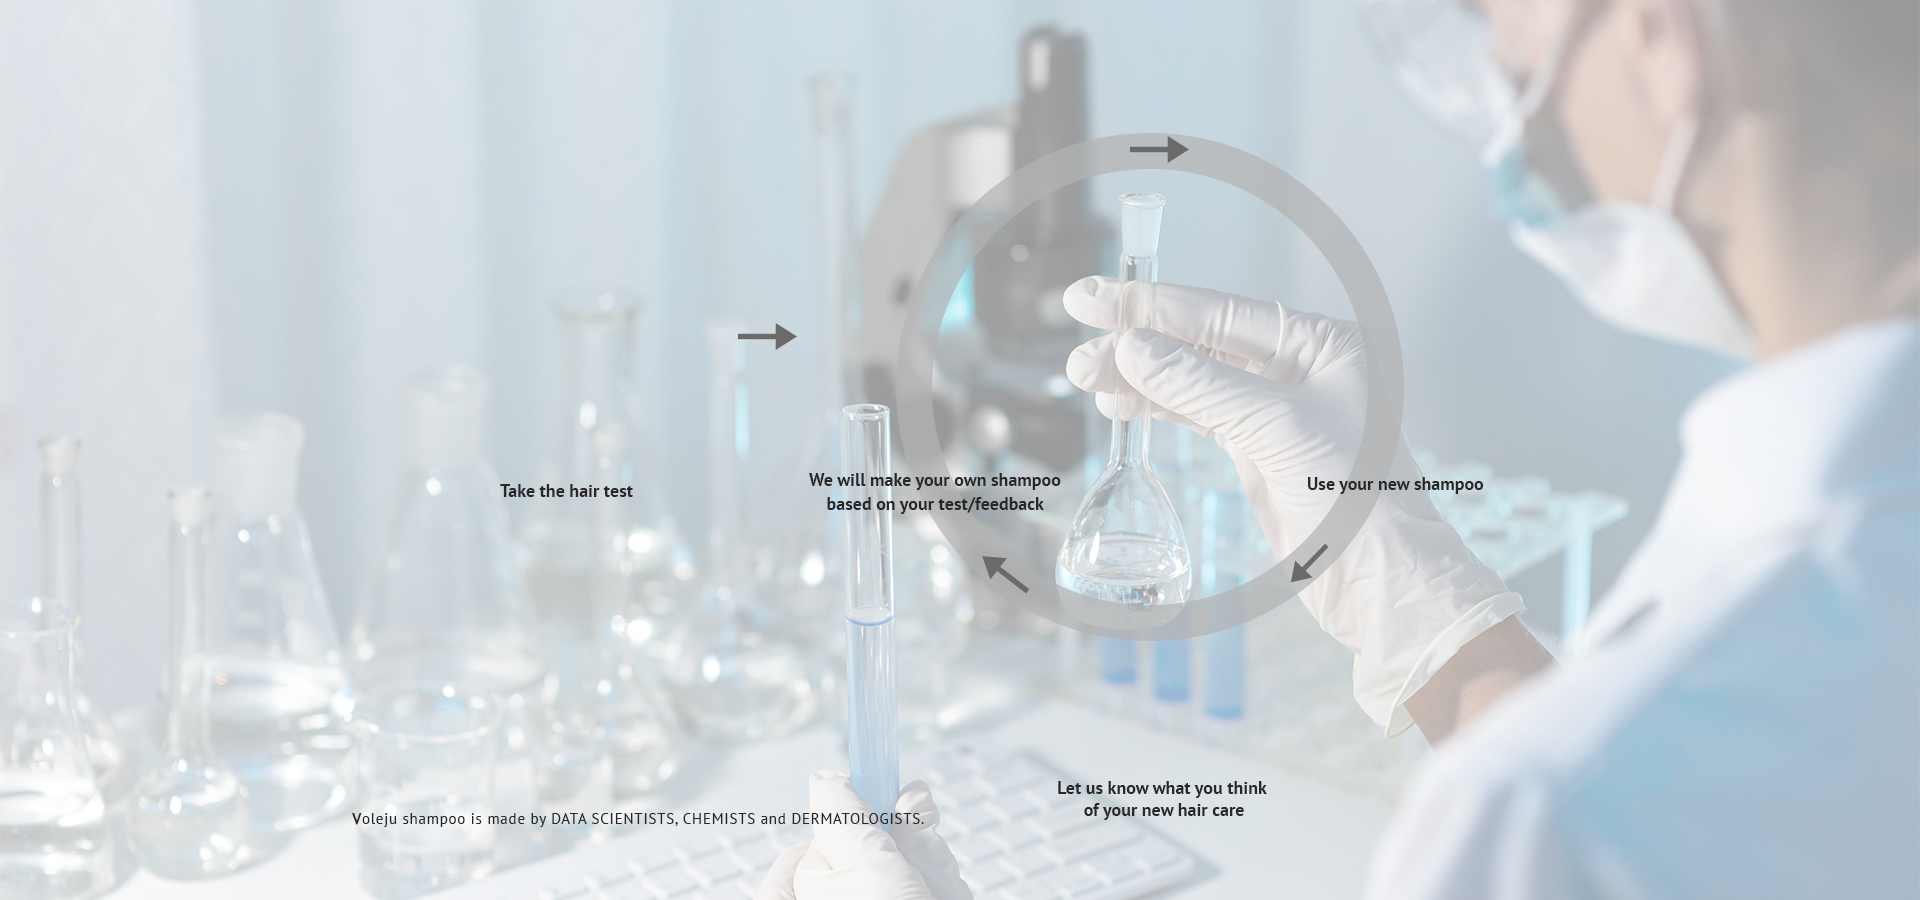 Take the hair test
We will make your own shampoo
based on your test/feedback
Use your new shampoo
Let us know what you think
of your new hair care
Voleju shampoo is made by DATA SCIENTISTS, CHEMISTS and DERMATOLOGISTS.